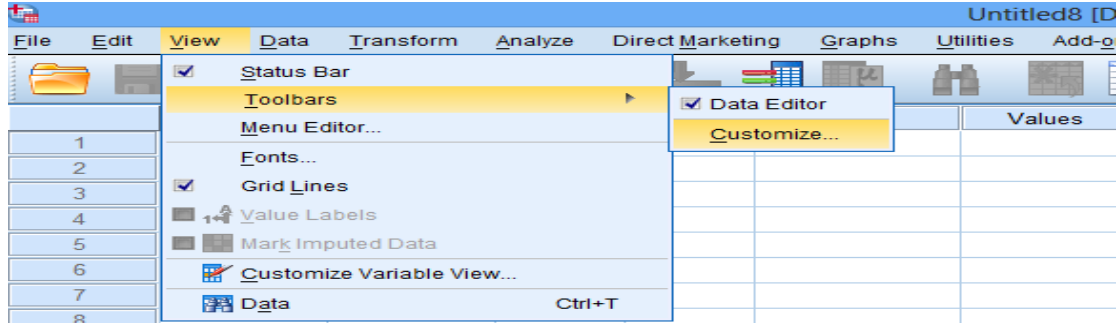 Untitled8 [D
File Edit View Data Transform Analyze Direct Marketing Graphs Utilities Add-o
Status Bar
Toolbars
Data Editor
Menu Editor...
Customize...
Values
Fonts...
Grid Lines
Value Labels
Mark Imputed Data
Customize Variable View...
Data Ctrl+T
1
2
3
4
5
6
7
8